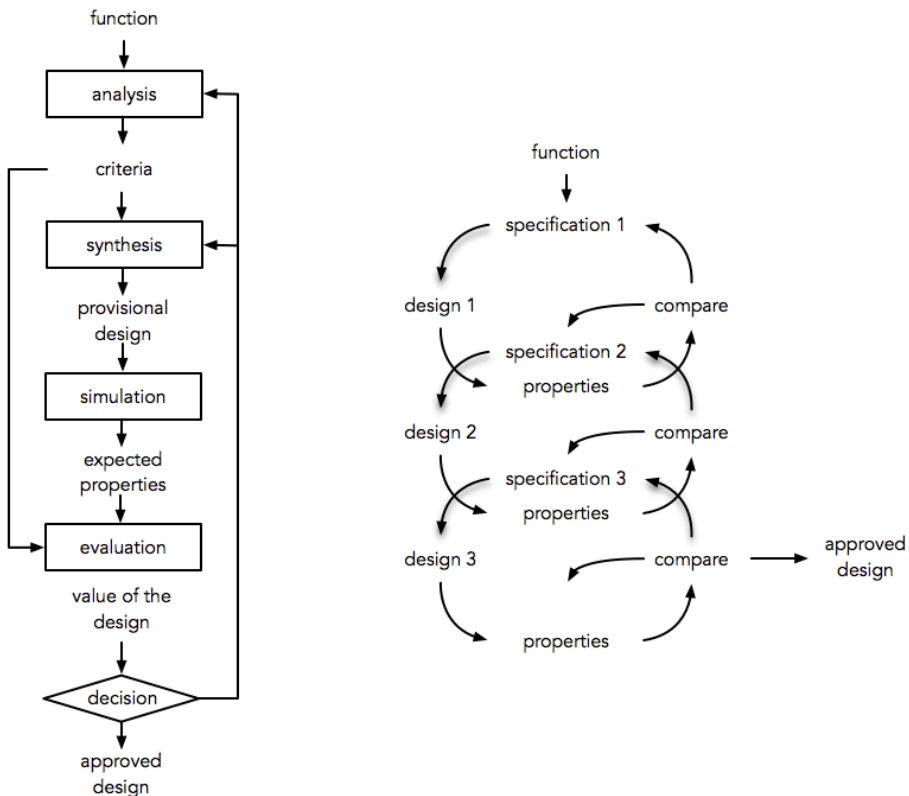 function
analysis
criteria
synthesis
provisional
design
simulation
expected
properties
evaluation
value of the
design
decision
approved
design
function
specification 1
design 1
compare
specification 2
properties
design 2
compare
specification 3
properties
design 3
compare
approved
design
properties